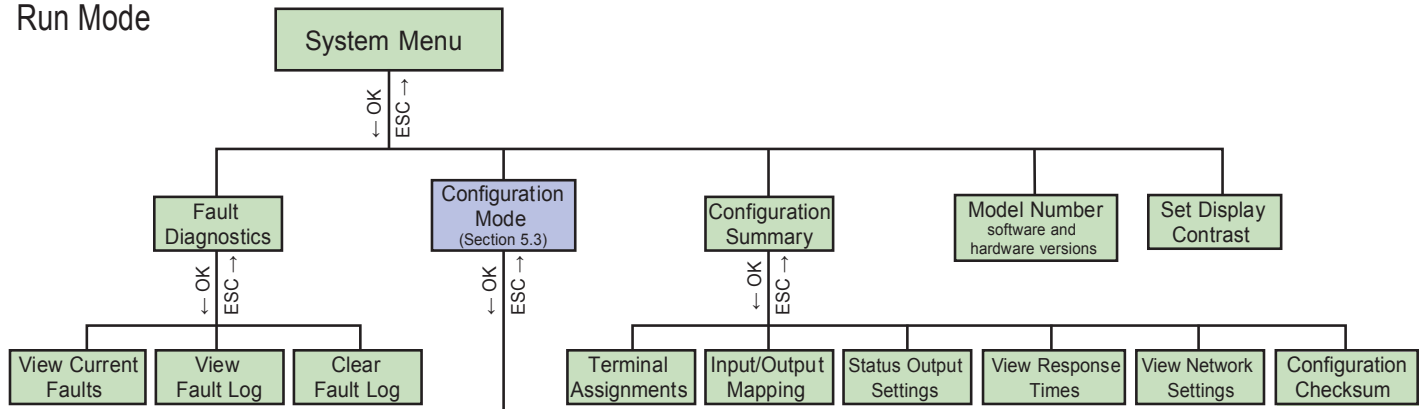 Run Mode
System Menu
← OK
ESC →
Fault
Diagnostics
Configuration
Mode
(Section 5.3)
Configuration
Summary
Model Number
software and
hardware versions
Set Display
Contrast
← OK
ESC →
← OK
ESC →
← OK
ESC →
View Current
Faults
View
Fault Log
Clear
Fault Log
Terminal
Assignments
Input/Output
Mapping
Status Output
Settings
View Response
Times
View Network
Settings
Configuration
Checksum